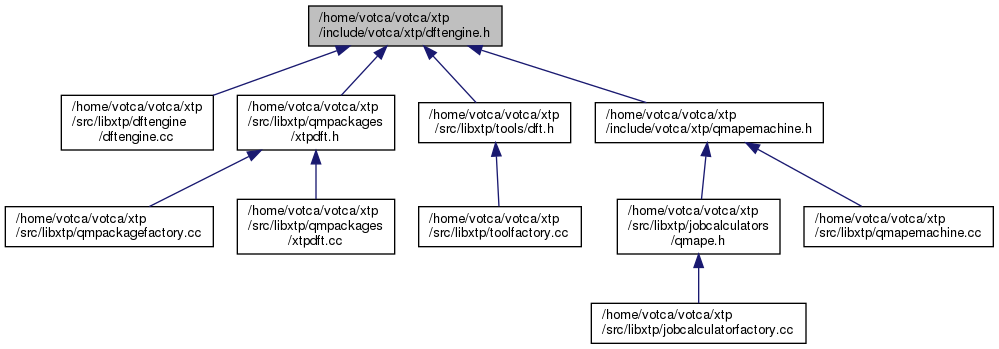 /home/votca/votca/xtp
/include/votca/xtp/dftengine.h
/home/votca/votca/xtp
/src/libxtp/dftengine
/dftengine.cc
/home/votca/votca/xtp
/src/libxtp/qmpackages
/xtpdft.h
/home/votca/votca/xtp
/src/libxtp/tools/dft.h
/home/votca/votca/xtp
/include/votca/xtp/qmapemachine.h
/home/votca/votca/xtp
/src/libxtp/qmpackagefactory.cc
/home/votca/votca/xtp
/src/libxtp/qmpackages
/xtpdft.cc
/home/votca/votca/xtp
/src/libxtp/toolfactory.cc
/home/votca/votca/xtp
/src/libxtp/jobcalculators
/qmape.h
/home/votca/votca/xtp
/src/libxtp/qmapemachine.cc
/home/votca/votca/xtp
/src/libxtp/jobcalculatorfactory.cc